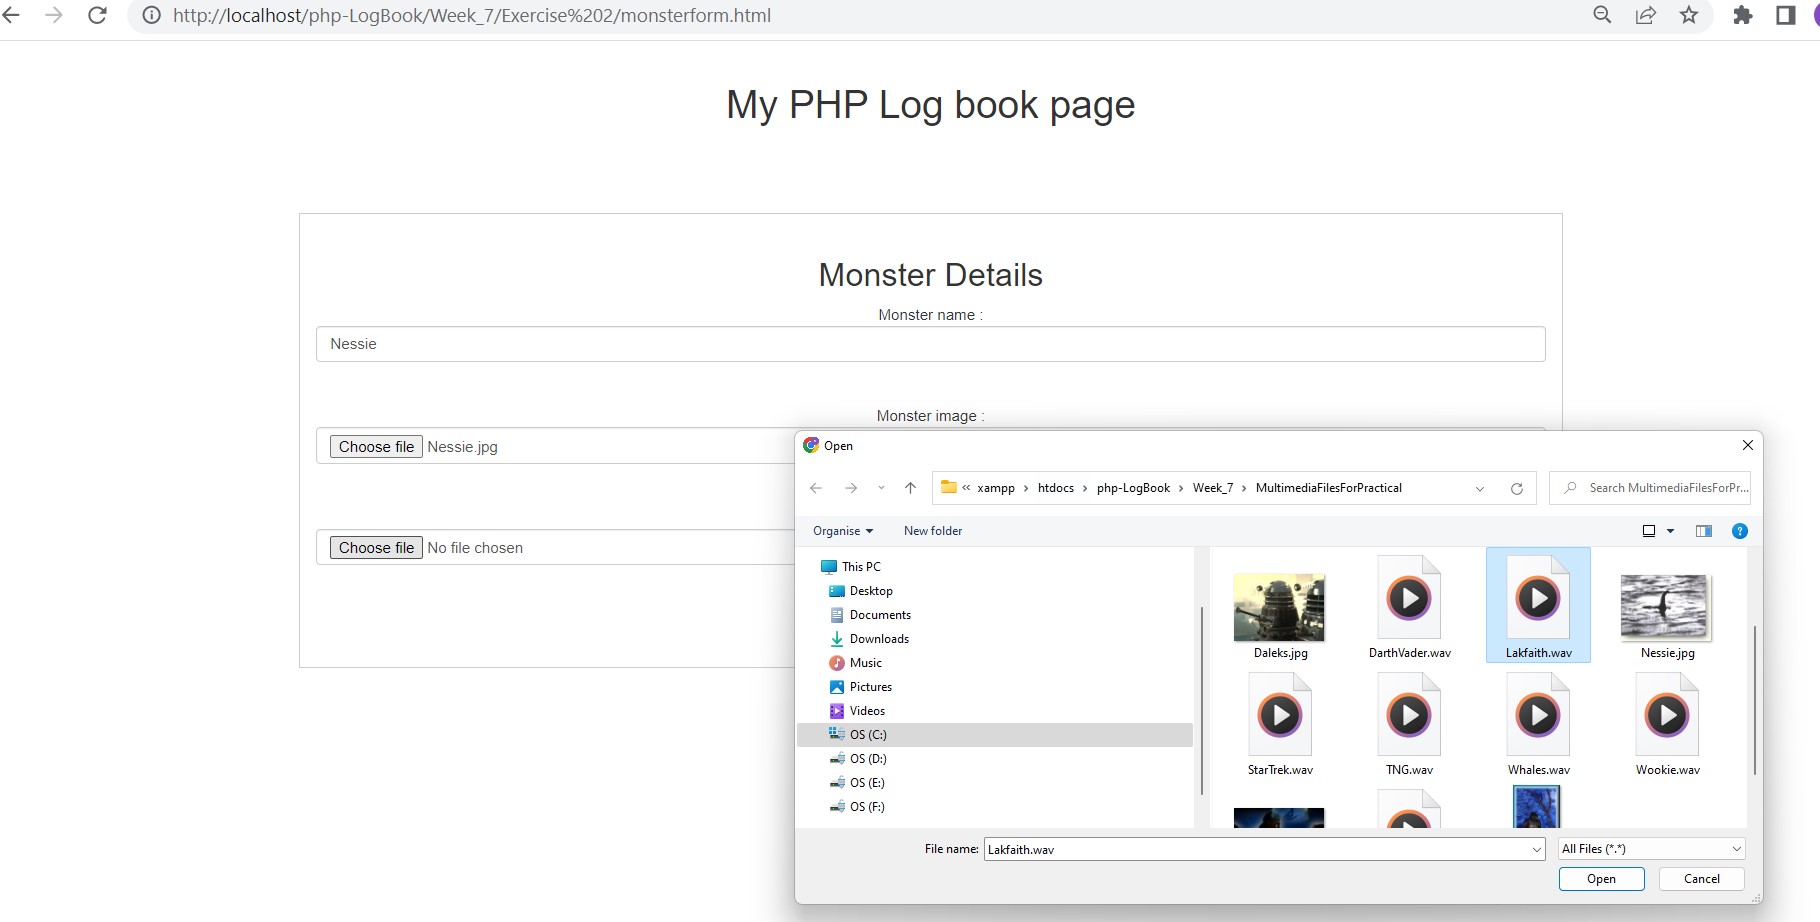 http://localhost/php-LogBook/Week_7/Exercise%202/monsterform.html
My PHP Log book page
Monster Details
Monster name :
Nessie
Monster image :
Choose file Nessie.jpg
Choose file No file chosen
Open
« xampp › htdocs › php-LogBook › Week_7 › MultimediaFilesForPractical
Search MultimediaFilesForPr...
Organise New folder
?
This PC
Desktop
Documents
Downloads
Music
Pictures
Videos
OS (C:)
OS (D:)
OS (E:)
OS (F:)
Daleks.jpg DarthVader.wav Lakfaith.wav Nessie.jpg
StarTrek.wav TNG.wav Whales.wav Wookie.wav
File name: Lakfaith.wav All Files (*.*)
Open Cancel